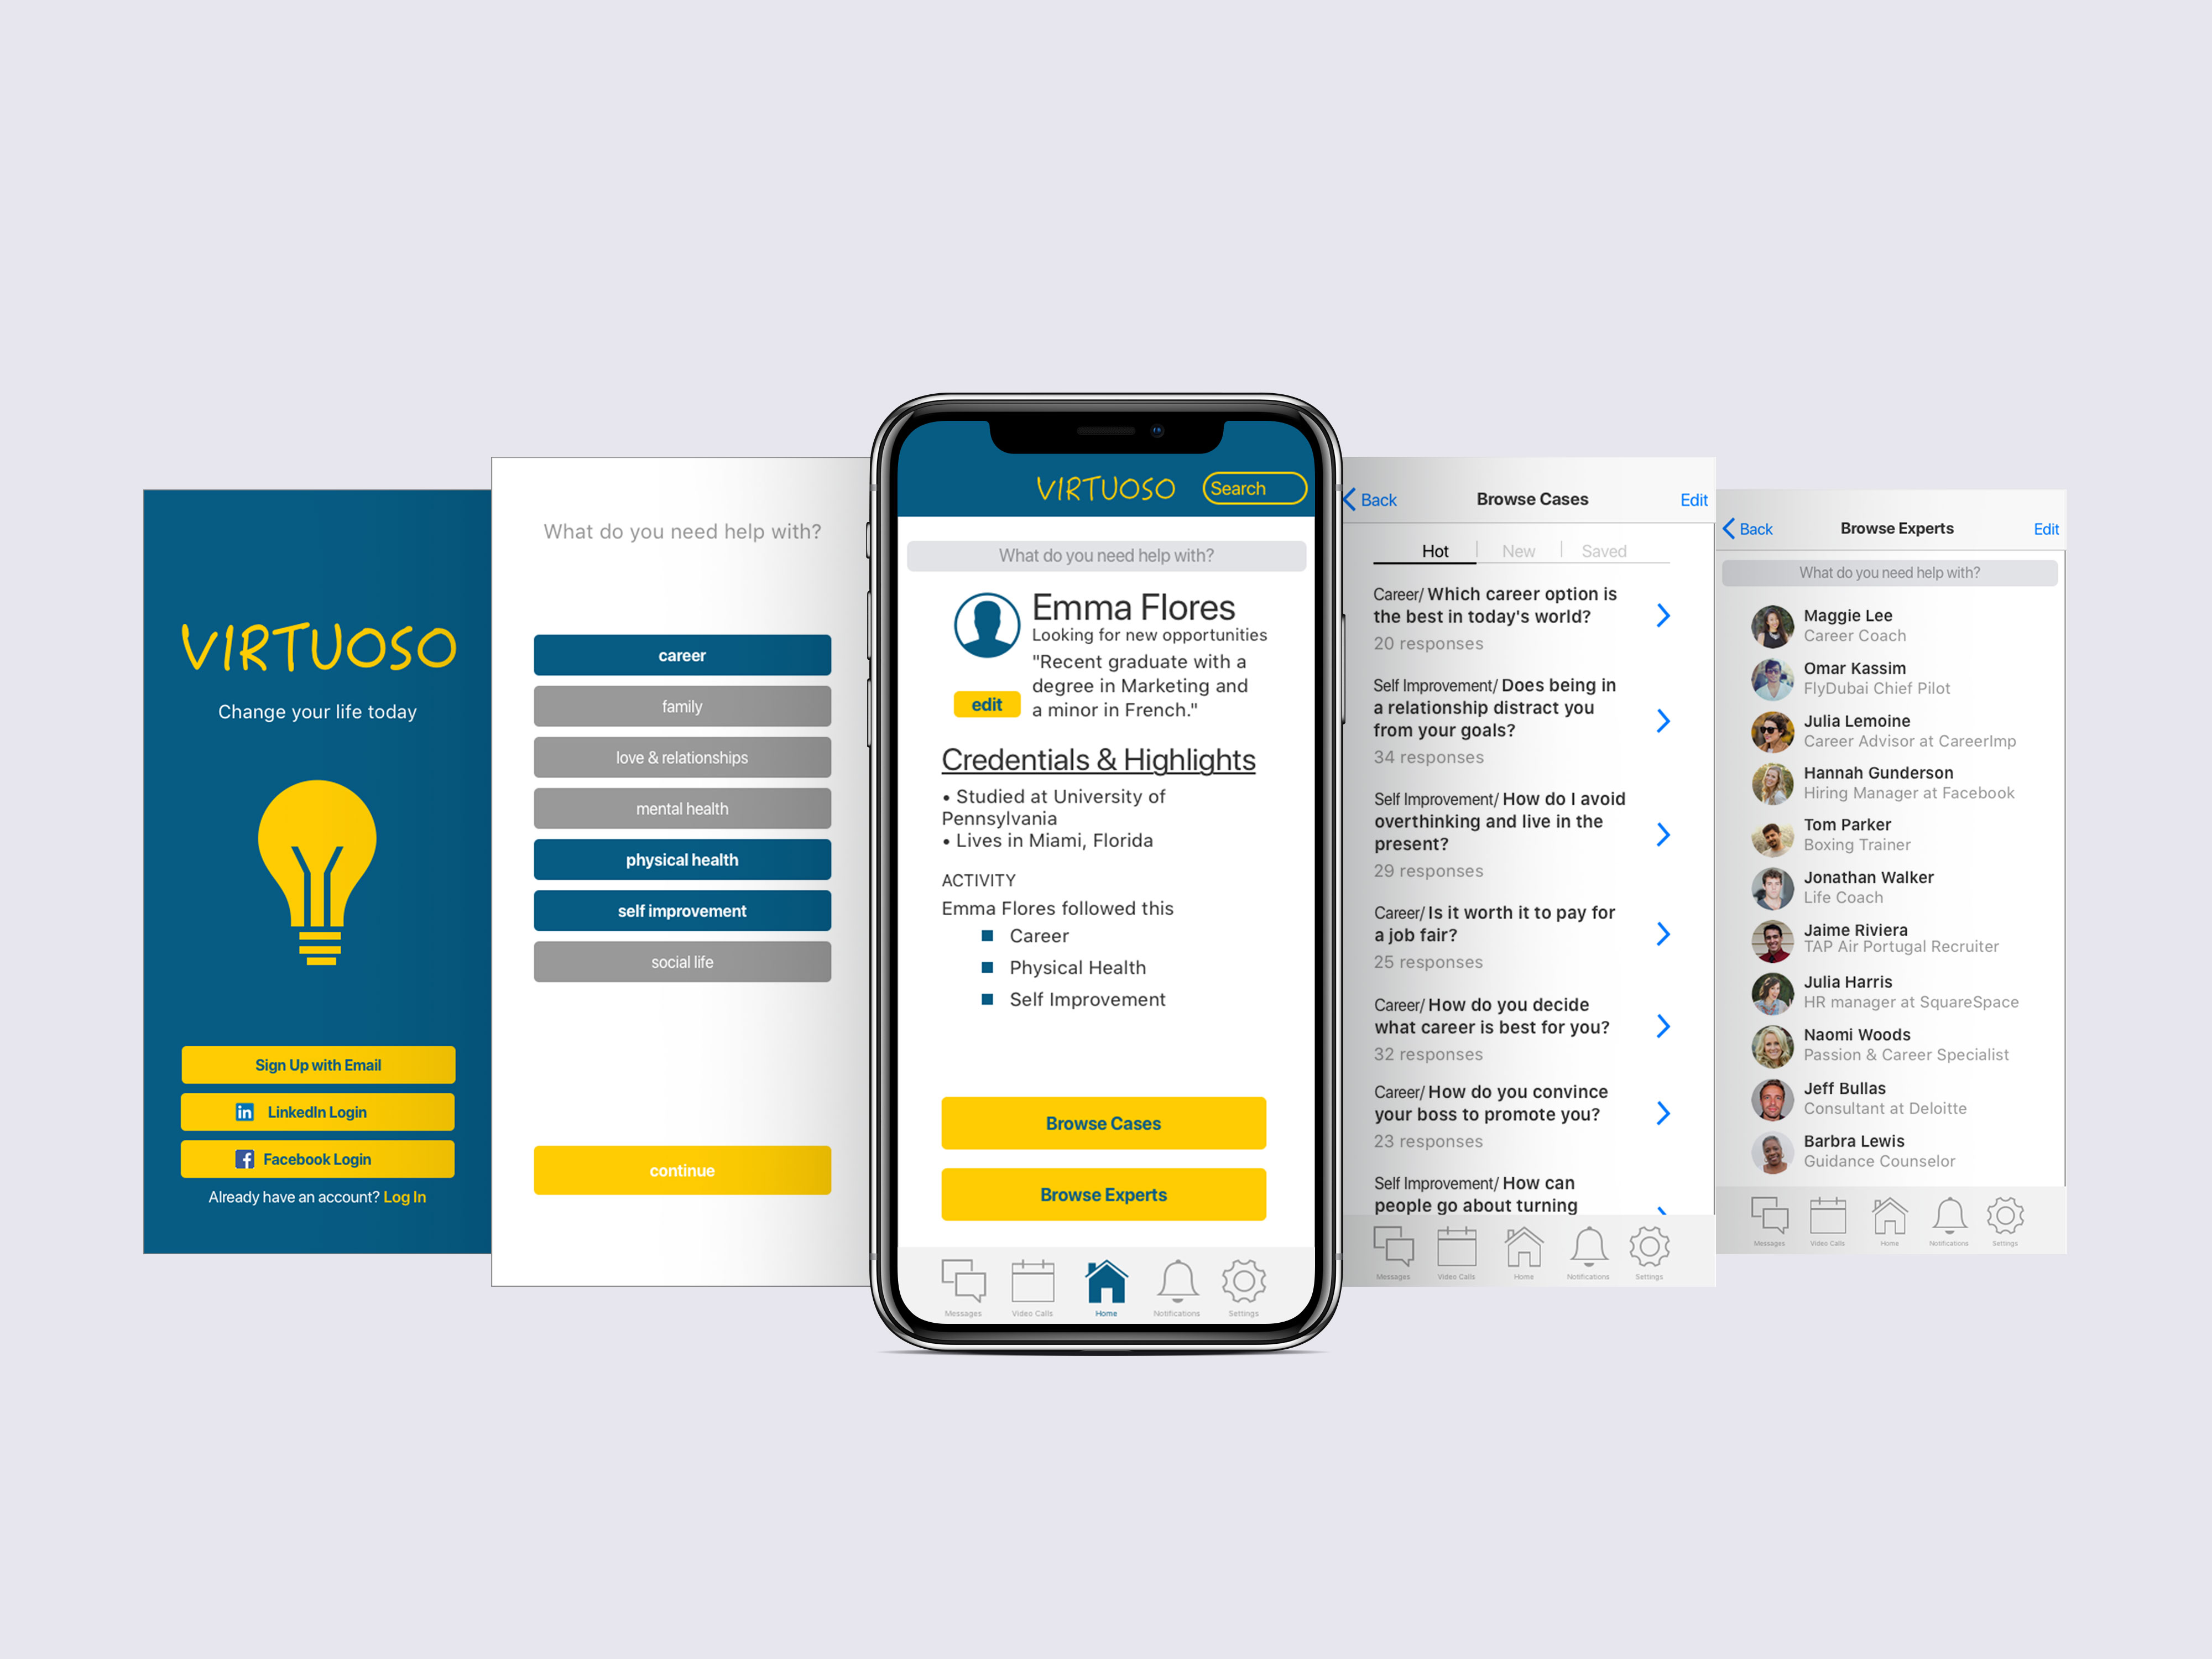 VIRTUOSO
Change your life today
Sign Up with Email
in LinkedIn Login
f Facebook Login
Already have an account? Log In
What do you need help with?
career
family
love & relationships
mental health
physical health
self improvement
social life
continue
VIRTUOSO
Search
What do you need help with?
Emma Flores
Looking for new opportunities
"Recent graduate with a
degree in Marketing and
a minor in French."
edit
Credentials & Highlights
• Studied at University of
Pennsylvania
• Lives in Miami, Florida
ACTIVITY
Emma Flores followed this
Career
Physical Health
Self Improvement
Browse Cases
Browse Experts
Messages
Video Calls
Home
Notifications
Settings
Back
Browse Cases
Edit
Hot
New
Saved
Career/ Which career option is
the best in today's world?
20 responses
Self Improvement/ Does being in
a relationship distract you
from your goals?
34 responses
Self Improvement/ How do I avoid
overthinking and live in the
present?
29 responses
Career/ Is it worth it to pay for
a job fair?
25 responses
Career/ How do you decide
what career is best for you?
32 responses
Career/ How do you convince
your boss to promote you?
23 responses
Self Improvement/ How can
people go about turning
Messages
Video Calls
Home
Notifications
Settings
Back
Browse Experts
Edit
What do you need help with?
Maggie Lee
Career Coach
Omar Kassim
FlyDubai Chief Pilot
Julia Lemoine
Career Advisor at CareerImp
Hannah Gunderson
Hiring Manager at Facebook
Tom Parker
Boxing Trainer
Jonathan Walker
Life Coach
Jaime Riviera
TAP Air Portugal Recruiter
Julia Harris
HR manager at SquareSpace
Naomi Woods
Passion & Career Specialist
Jeff Bullas
Consultant at Deloitte
Barbra Lewis
Guidance Counselor
Messages
Video Calls
Home
Notifications
Settings